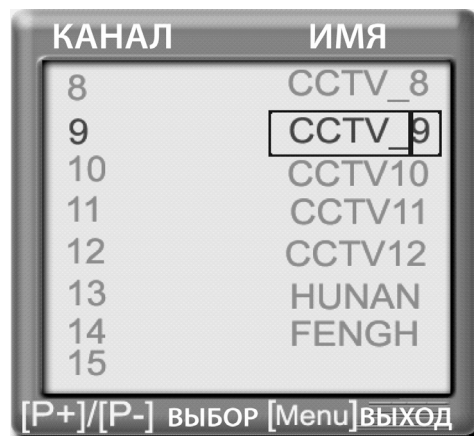 КАНАЛ ИМЯ
8 CCTV_8
9 CCTV_9
10 CCTV10
11 CCTV11
12 CCTV12
13 HUNAN
14 FENGH
15
[P+]/[P-] ВЫБОР [Menu]ВЫХОД